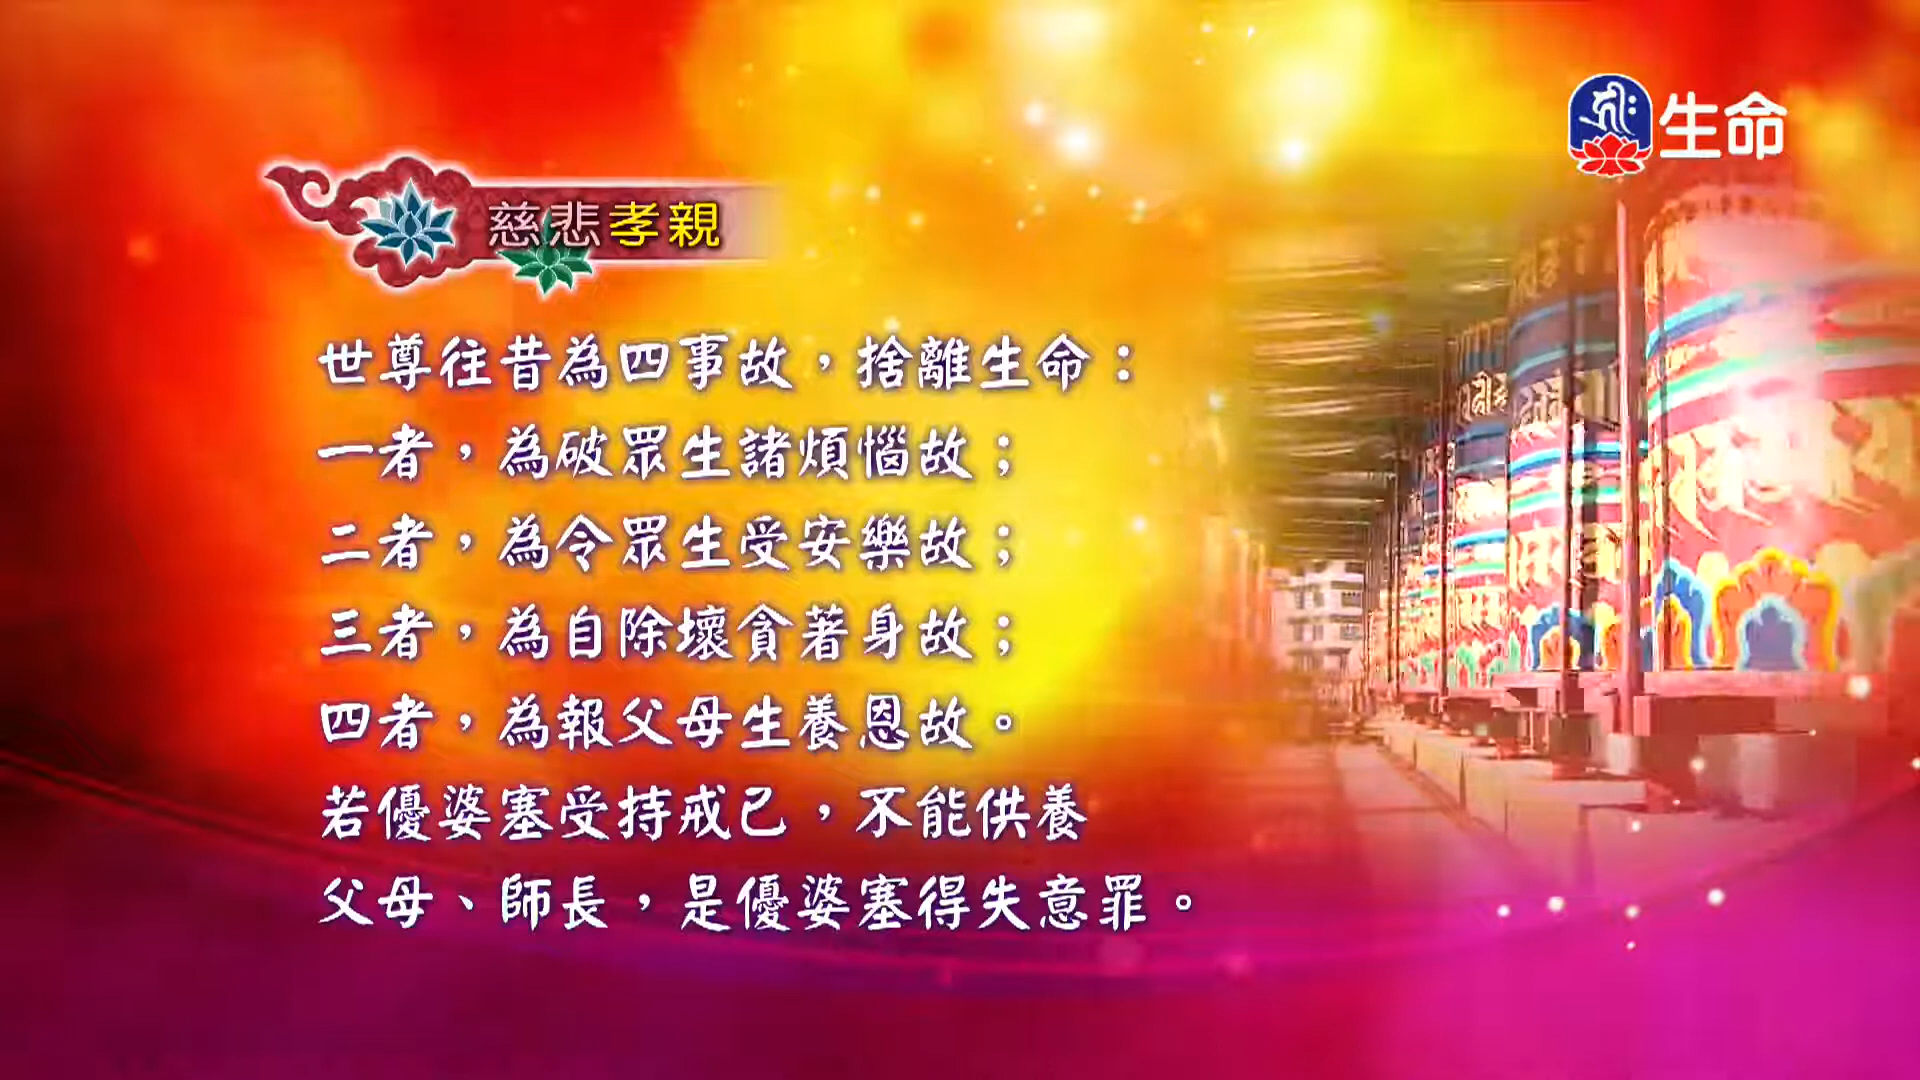 生命
慈悲孝親
世尊往昔為四事故，捨離生命：
一者，為破眾生諸煩惱故；
二者，為令眾生受安樂故；
三者，為自除壞貪著身故；
四者，為報父母生養恩故。
若優婆塞受持戒已，不能供養
父母、師長，是優婆塞得失意罪。